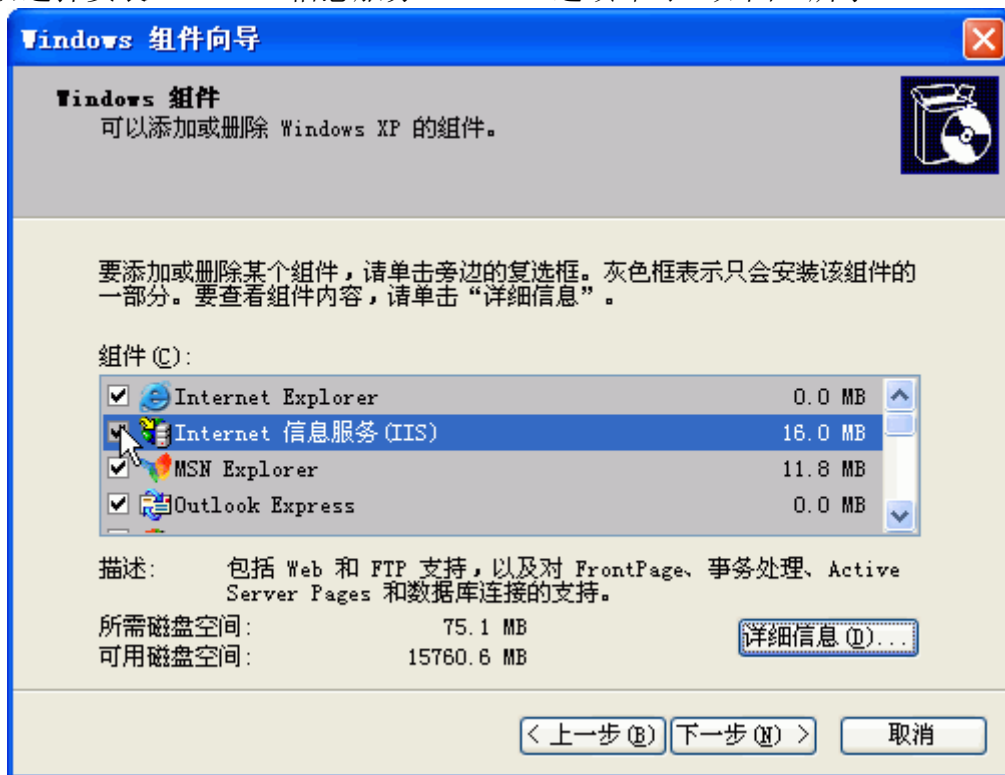 Windows 组件向导
Windows 组件
可以添加或删除 Windows XP 的组件。
要添加或删除某个组件，请单击旁边的复选框。灰色框表示只会安装该组件的
一部分。要查看组件内容，请单击“详细信息”。
组件(C):
Internet Explorer 0.0 MB
Internet 信息服务(IIS) 16.0 MB
MSN Explorer 11.8 MB
Outlook Express 0.0 MB
描述: 包括 Web 和 FTP 支持，以及对 FrontPage、事务处理、Active
Server Pages 和数据库连接的支持。
所需磁盘空间: 75.1 MB
可用磁盘空间: 15760.6 MB
详细信息(D)...
< 上一步(B) 下一步(N) > 取消